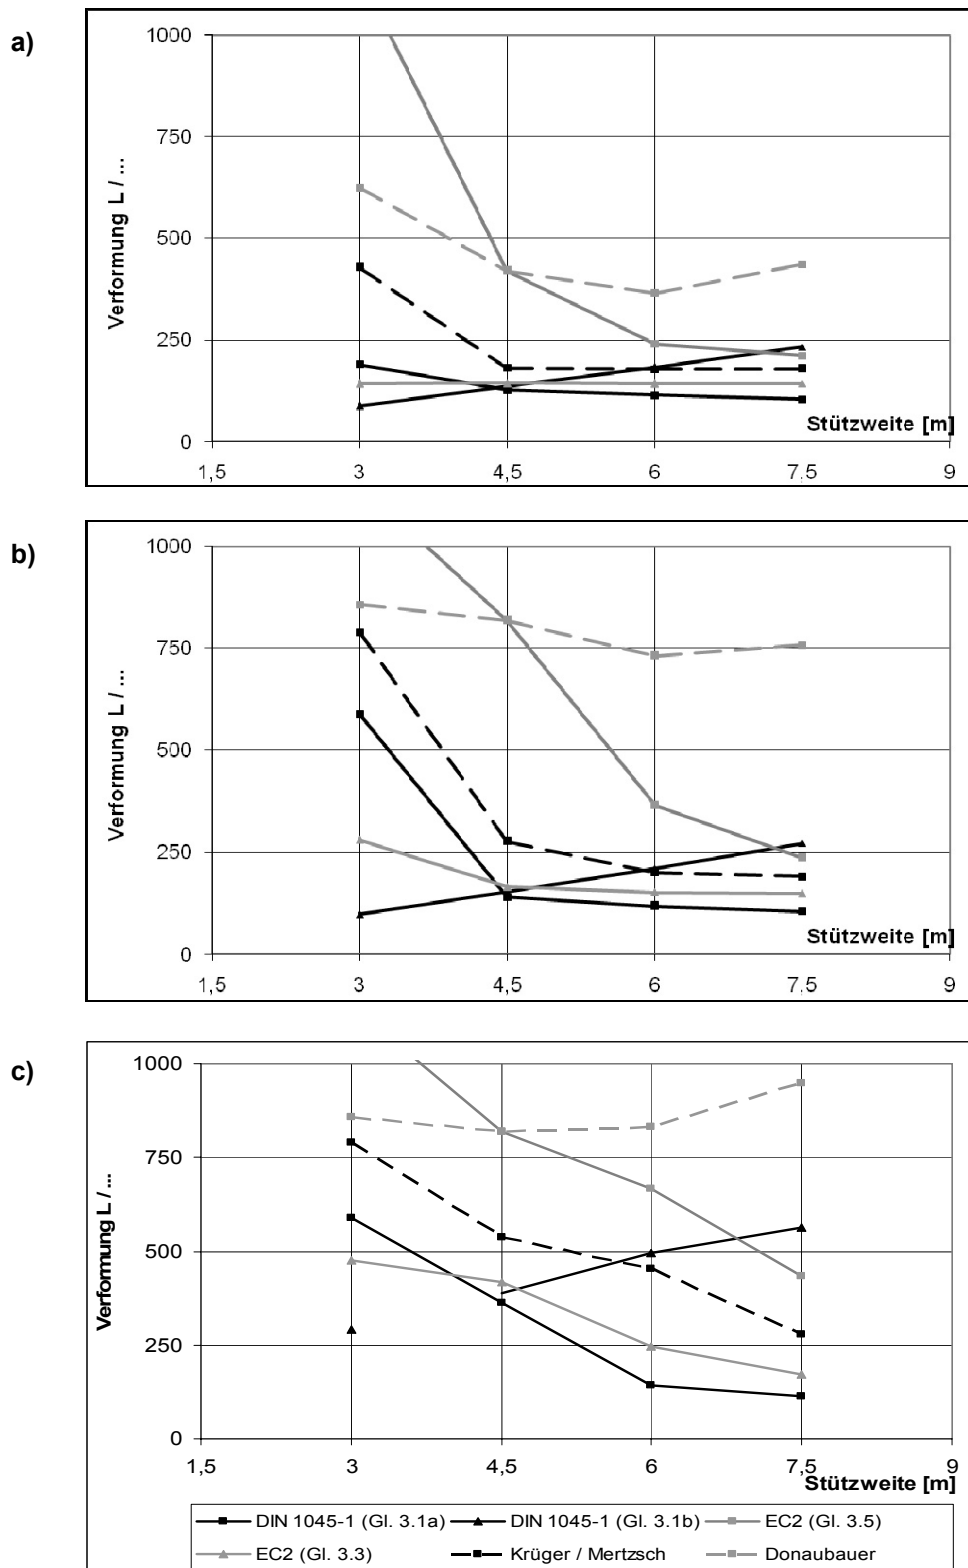 a)
1000
750
500
250
0
Verformung L / ...
Stützweite [m]
1,5 3 4,5 6 7,5 9
b)
1000
750
500
250
0
Verformung L / ...
Stützweite [m]
1,5 3 4,5 6 7,5 9
c)
1000
750
500
250
0
Verformung L / ...
1,5 3 4,5 6 7,5 9
Stützweite [m]
DIN 1045-1 (Gl. 3.1a) DIN 1045-1 (Gl. 3.1b) EC2 (Gl. 3.5)
EC2 (Gl. 3.3) Krüger / Mertzsch Donaubauer